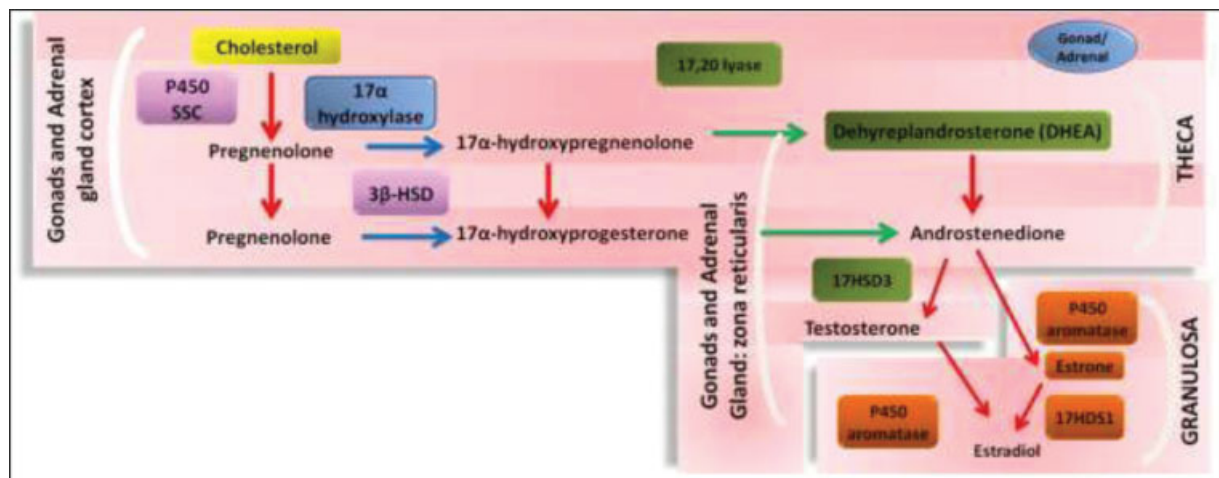 Gonads and Adrenal
gland cortex
Cholesterol
P450
SSC
17α
hydroxylase
17,20 lyase
Gonad/
Adrenal
Pregnenolone
17α-hydroxypregnenolone
Dehyreplandrosterone (DHEA)
THECA
3β-HSD
Pregnenolone
17α-hydroxyprogesterone
Androstenedione
Gonads and Adrenal
Gland: zona reticularis
17HSD3
Testosterone
P450
aromatase
Estrone
P450
aromatase
17HDS1
Estradiol
GRANULOSA